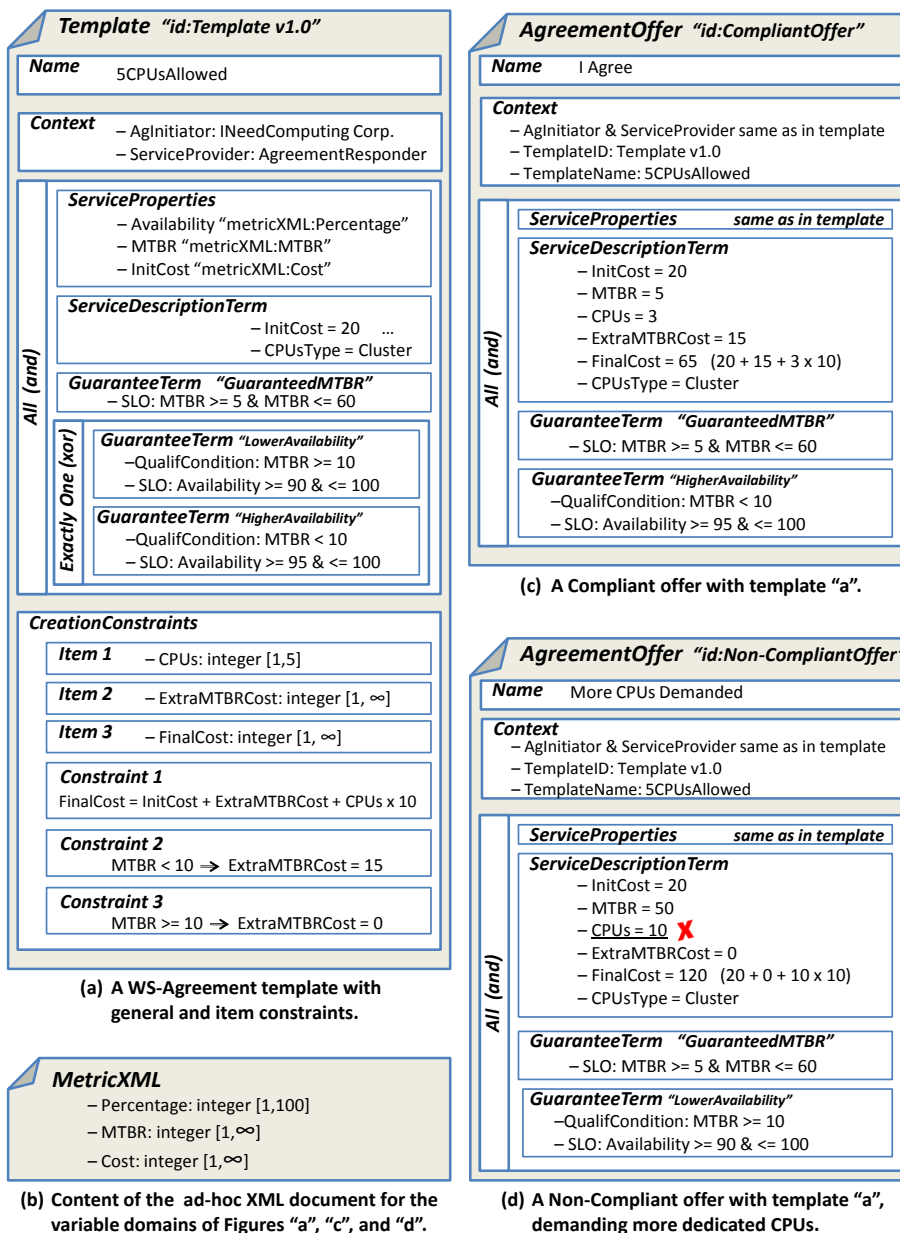 Template "id:Template v1.0"
Name
5CPUsAllowed
Context
– AgInitiator: INeedComputing Corp.
– ServiceProvider: AgreementResponder
All (and)
ServiceProperties
– Availability "metricXML:Percentage"
– MTBR "metricXML:MTBR"
– InitCost "metricXML:Cost"
ServiceDescriptionTerm
– InitCost = 20 ...
– CPUsType = Cluster
GuaranteeTerm "GuaranteedMTBR"
– SLO: MTBR >= 5 & MTBR <= 60
Exactly One (xor)
GuaranteeTerm "LowerAvailability"
–QualifCondition: MTBR >= 10
– SLO: Availability >= 90 & <= 100
GuaranteeTerm "HigherAvailability"
–QualifCondition: MTBR < 10
– SLO: Availability >= 95 & <= 100
CreationConstraints
Item 1 – CPUs: integer [1,5]
Item 2 – ExtraMTBRCost: integer [1, ∞]
Item 3 – FinalCost: integer [1, ∞]
Constraint 1
FinalCost = InitCost + ExtraMTBRCost + CPUs x 10
Constraint 2
MTBR < 10 → ExtraMTBRCost = 15
Constraint 3
MTBR >= 10 → ExtraMTBRCost = 0
(a) A WS-Agreement template with
general and item constraints.
MetricXML
– Percentage: integer [1,100]
– MTBR: integer [1,∞]
– Cost: integer [1,∞]
(b) Content of the ad-hoc XML document for the
variable domains of Figures "a", "c", and "d".
AgreementOffer "id:CompliantOffer"
Name I Agree
Context
– AgInitiator & ServiceProvider same as in template
– TemplateID: Template v1.0
– TemplateName: 5CPUsAllowed
All (and)
ServiceProperties same as in template
ServiceDescriptionTerm
– InitCost = 20
– MTBR = 5
– CPUs = 3
– ExtraMTBRCost = 15
– FinalCost = 65 (20 + 15 + 3 x 10)
– CPUsType = Cluster
GuaranteeTerm "GuaranteedMTBR"
– SLO: MTBR >= 5 & MTBR <= 60
GuaranteeTerm "HigherAvailability"
–QualifCondition: MTBR < 10
– SLO: Availability >= 95 & <= 100
(c) A Compliant offer with template "a".
AgreementOffer "id:Non-CompliantOffer"
Name More CPUs Demanded
Context
– AgInitiator & ServiceProvider same as in template
– TemplateID: Template v1.0
– TemplateName: 5CPUsAllowed
All (and)
ServiceProperties same as in template
ServiceDescriptionTerm
– InitCost = 20
– MTBR = 50
– CPUs = 10 X
– ExtraMTBRCost = 0
– FinalCost = 120 (20 + 0 + 10 x 10)
– CPUsType = Cluster
GuaranteeTerm "GuaranteedMTBR"
– SLO: MTBR >= 5 & MTBR <= 60
GuaranteeTerm "LowerAvailability"
–QualifCondition: MTBR >= 10
– SLO: Availability >= 90 & <= 100
(d) A Non-Compliant offer with template "a",
demanding more dedicated CPUs.